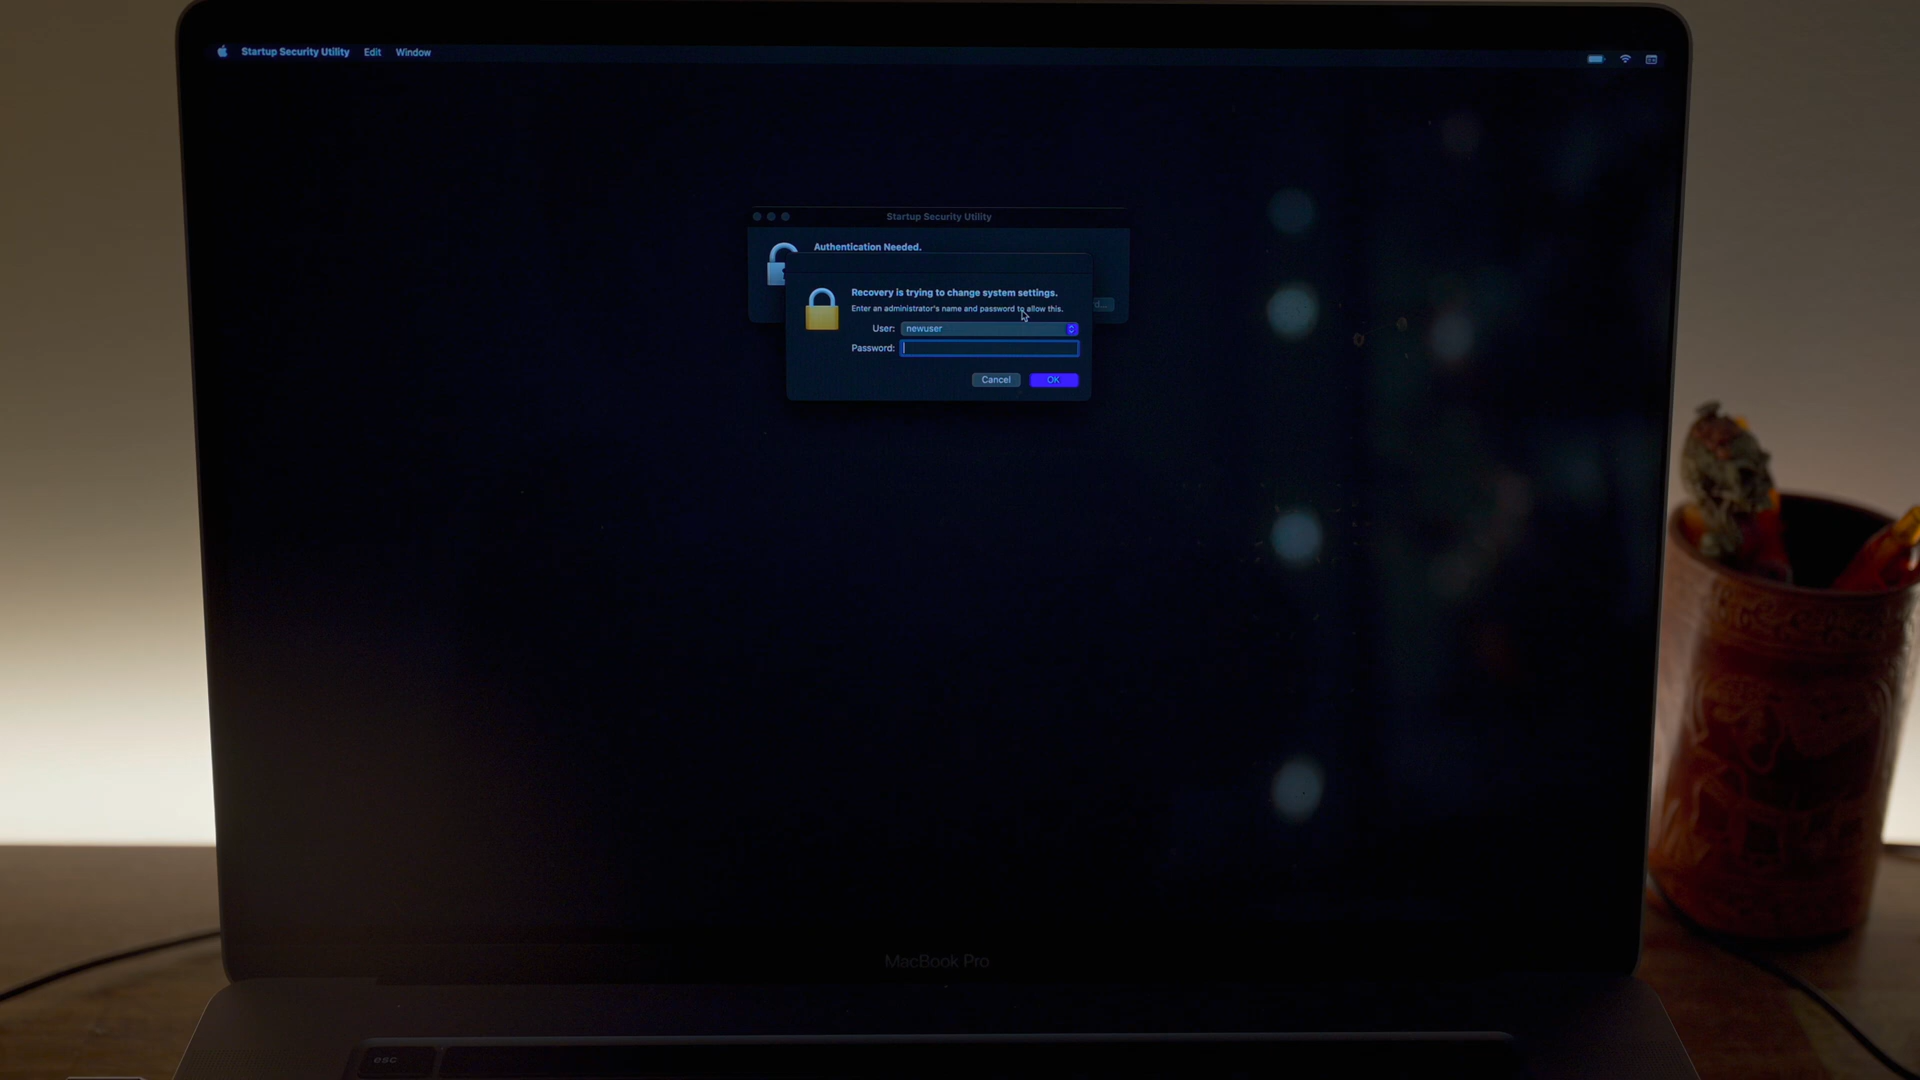 Startup Security Utility Edit Window
Startup Security Utility
Authentication Needed.
Recovery is trying to change system settings.
Enter an administrator's name and password to allow this.
User: newuser
Password:
Cancel OK
MacBook Pro
esc